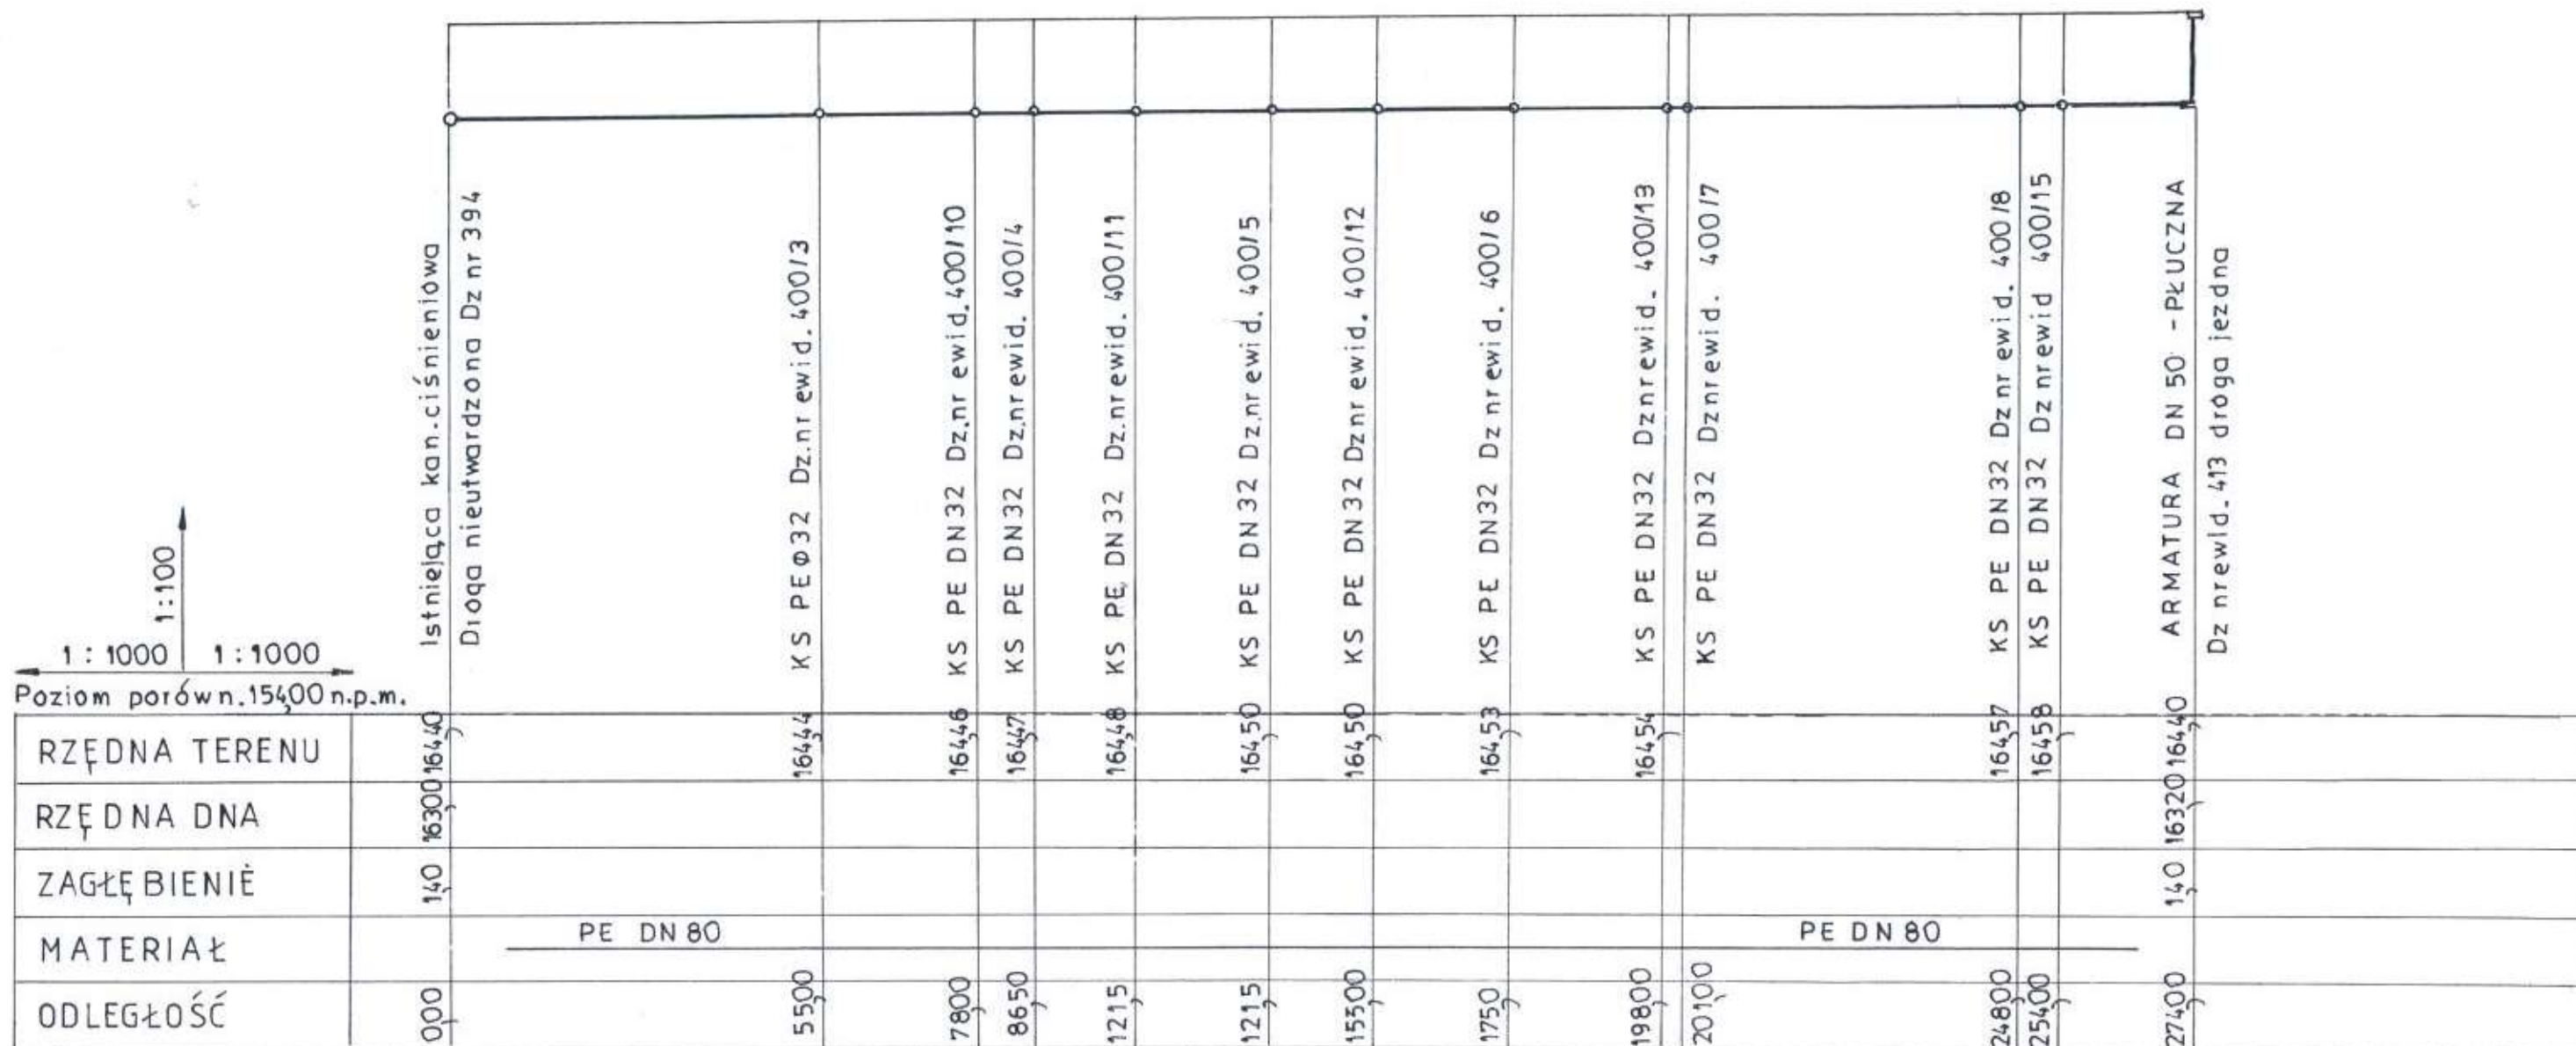 Istniejąca kan.ciśnieniowa
Droga nieutwardzona Dz nr 394
KS PEø32 Dz.nr ewid. 400/3
KS PE DN32 Dz.nr ewid. 400/10
KS PE DN32 Dz.nr ewid. 400/4
KS PE DN32 Dz.nr ewid. 400/11
KS PE DN32 Dz.nr ewid. 400/5
KS PE DN32 Dz nr ewid. 400/12
KS PE DN32 Dz nr ewid. 400/6
KS PE DN32 Dz nr ewid. 400/13
KS PE DN32 Dz nr ewid. 400/7
KS PE DN32 Dz nr ewid. 400/8
KS PE DN32 Dz nr ewid 400/15
ARMATURA DN 50 - PŁUCZNA
Dz nr ewid. 413 droga jezdna
1:100
1:1000 1:1000
Poziom porówn. 154,00 n.p.m.
RZĘDNA TERENU 164,40 164,44 164,46 164,47 164,48 164,50 164,50 164,53 164,54 164,57 164,58 164,40
RZĘDNA DNA 163,00 163,20
ZAGŁĘBIENIE 1,40 1,40
MATERIAŁ PE DN 80 PE DN 80
ODLEGŁOŚĆ 0,00 55,00 78,00 86,50 121,5 121,5 155,00 175,0 198,00 201,00 248,00 254,00 274,00